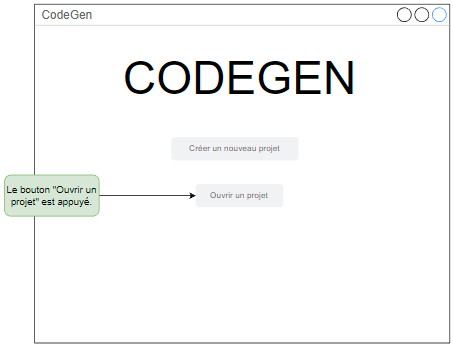 CodeGen
CODEGEN
Créer un nouveau projet
Le bouton "Ouvrir un
projet" est appuyé.
Ouvrir un projet